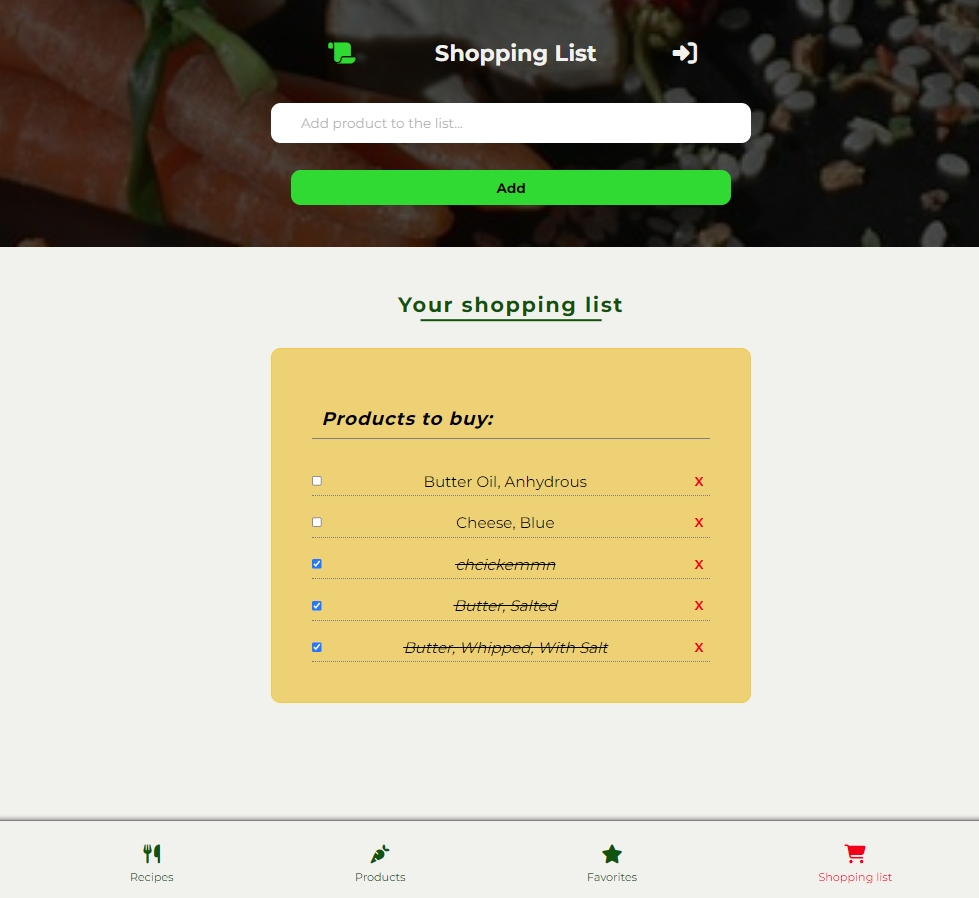 Shopping List
Add product to the list...
Add
Your shopping list
Products to buy:
Butter Oil, Anhydrous X
Cheese, Blue X
chcickemmn X
Butter, Salted X
Butter, Whipped, With Salt X
Recipes Products Favorites Shopping list